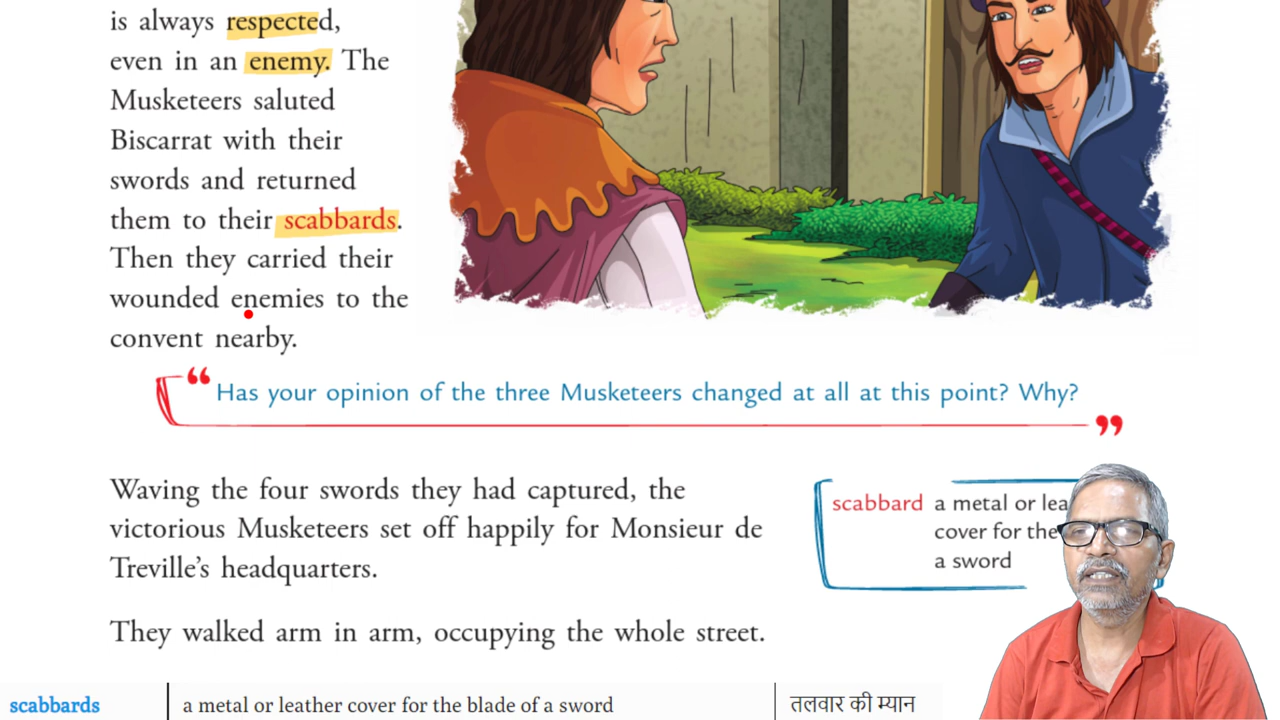 is always respected,
even in an enemy. The
Musketeers saluted
Biscarrat with their
swords and returned
them to their scabbards.
Then they carried their
wounded enemies to the
convent nearby.
“ Has your opinion of the three Musketeers changed at all at this point? Why? ”
Waving the four swords they had captured, the
victorious Musketeers set off happily for Monsieur de
Treville’s headquarters.
scabbard a metal or
cover for the
a sword
They walked arm in arm, occupying the whole street.
scabbards a metal or leather cover for the blade of a sword तलवार की म्यान